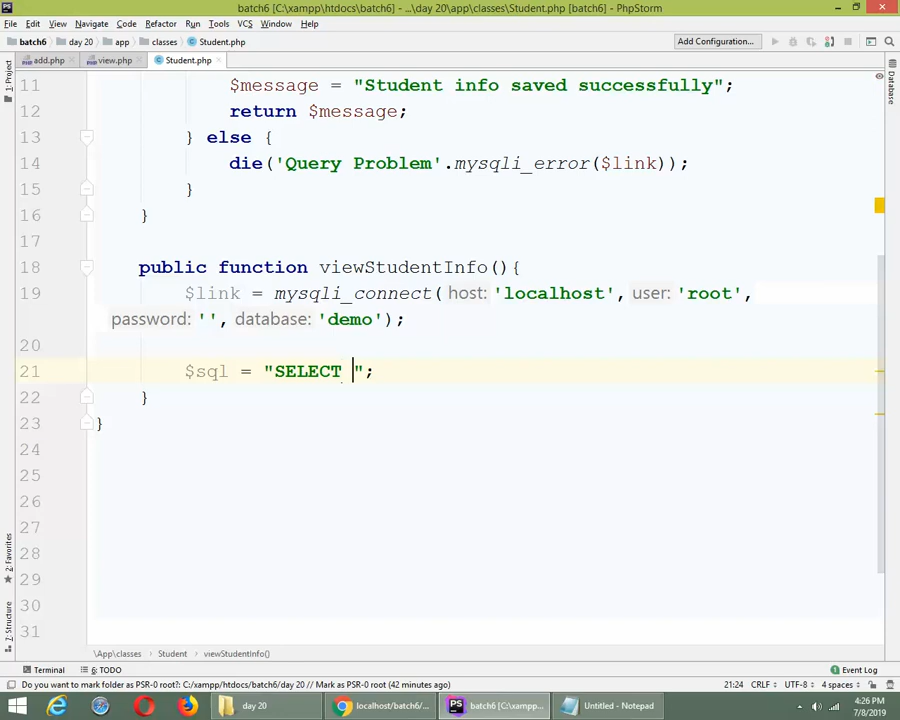 batch6 [C:\xampp\htdocs\batch6] - ...\day 20\app\classes\Student.php [batch6] - PhpStorm
File Edit View Navigate Code Refactor Run Tools VCS Window Help
batch6 day 20 app classes Student.php Add Configuration...
add.php view.php Student.php
1: Project
Database
11 $message = "Student info saved successfully";
12 return $message;
13 } else {
14 die('Query Problem'.mysqli_error($link));
15 }
16 }
17
18 public function viewStudentInfo(){
19 $link = mysqli_connect( host: 'localhost', user: 'root',
password: '', database: 'demo');
20
21 $sql = "SELECT ";
22 }
23 }
24
25
26
27
28
29
30
31
2: Favorites
7: Structure
\App\classes Student viewStudentInfo()
Terminal 6: TODO Event Log
Do you want to mark folder as PSR-0 root?: C:/xampp/htdocs/batch6/day 20 // Mark as PSR-0 root (42 minutes ago) 21:24 CRLF UTF-8 4 spaces
day 20 localhost/batch6/... batch6 [C:\xampp\... Untitled - Notepad
4:26 PM
7/8/2019